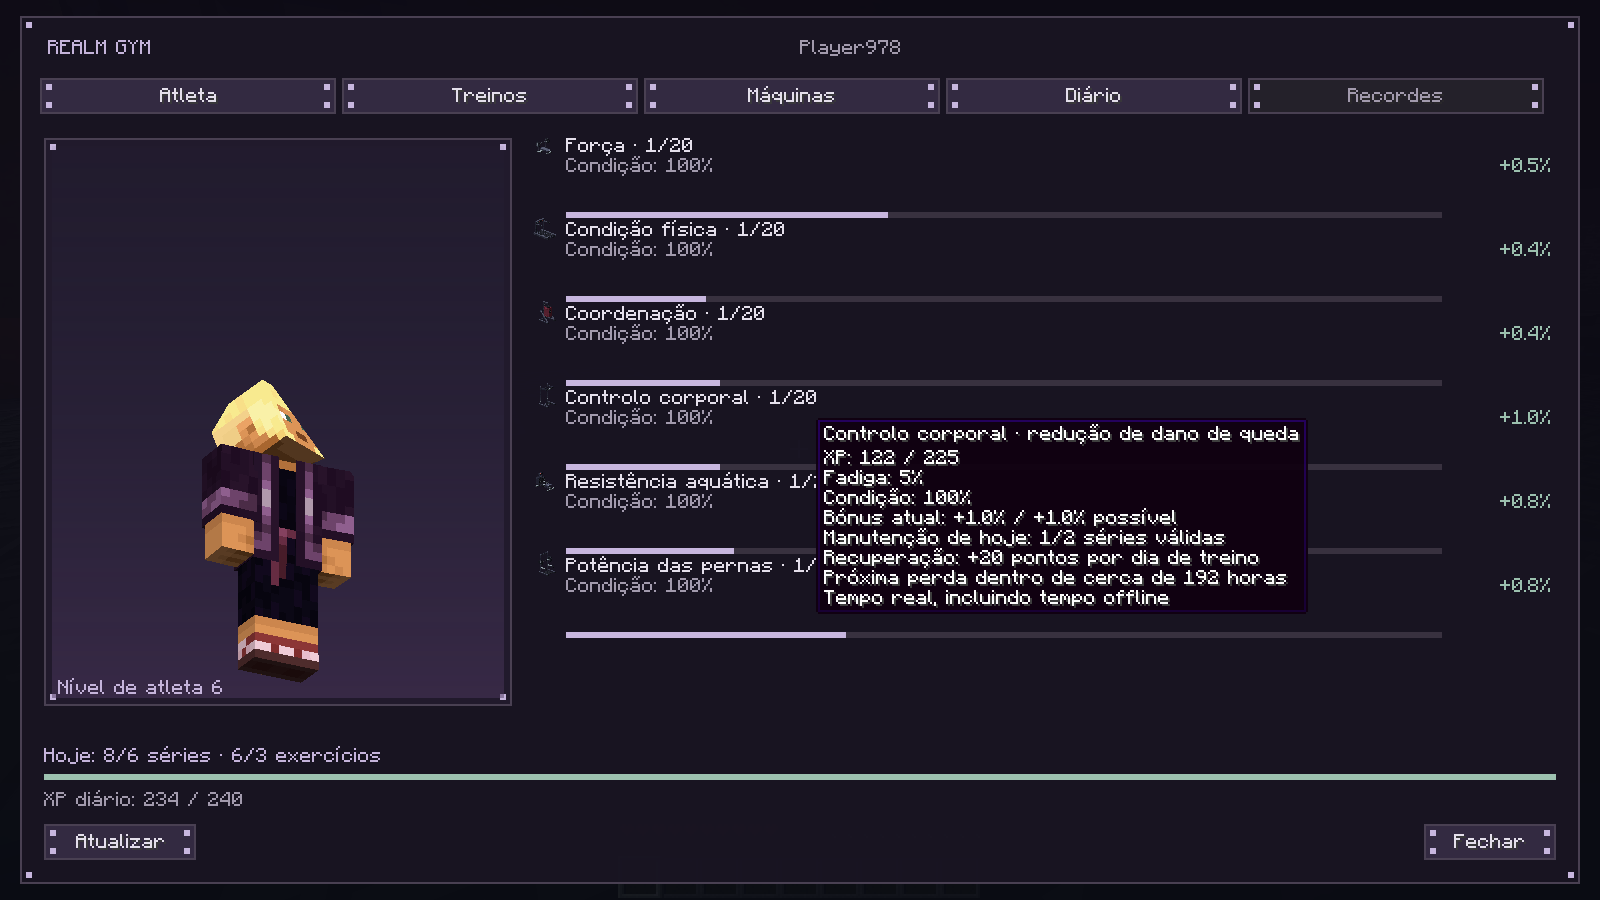 REALM GYM
Player978
Atleta
Treinos
Máquinas
Diário
Recordes
Força · 1/20
Condição: 100%
+0.5%
Condição física · 1/20
Condição: 100%
+0.4%
Coordenação · 1/20
Condição: 100%
+0.4%
Controlo corporal · 1/20
Condição: 100%
+1.0%
Controlo corporal · redução de dano de queda
XP: 122 / 225
Fadiga: 5%
Condição: 100%
Bónus atual: +1.0% / +1.0% possível
Manutenção de hoje: 1/2 séries válidas
Recuperação: +20 pontos por dia de treino
Próxima perda dentro de cerca de 192 horas
Tempo real, incluindo tempo offline
Resistência aquática · 1/
Condição: 100%
+0.8%
Potência das pernas · 1/
Condição: 100%
+0.8%
Nível de atleta 6
Hoje: 8/6 séries · 6/3 exercícios
XP diário: 234 / 240
Atualizar
Fechar